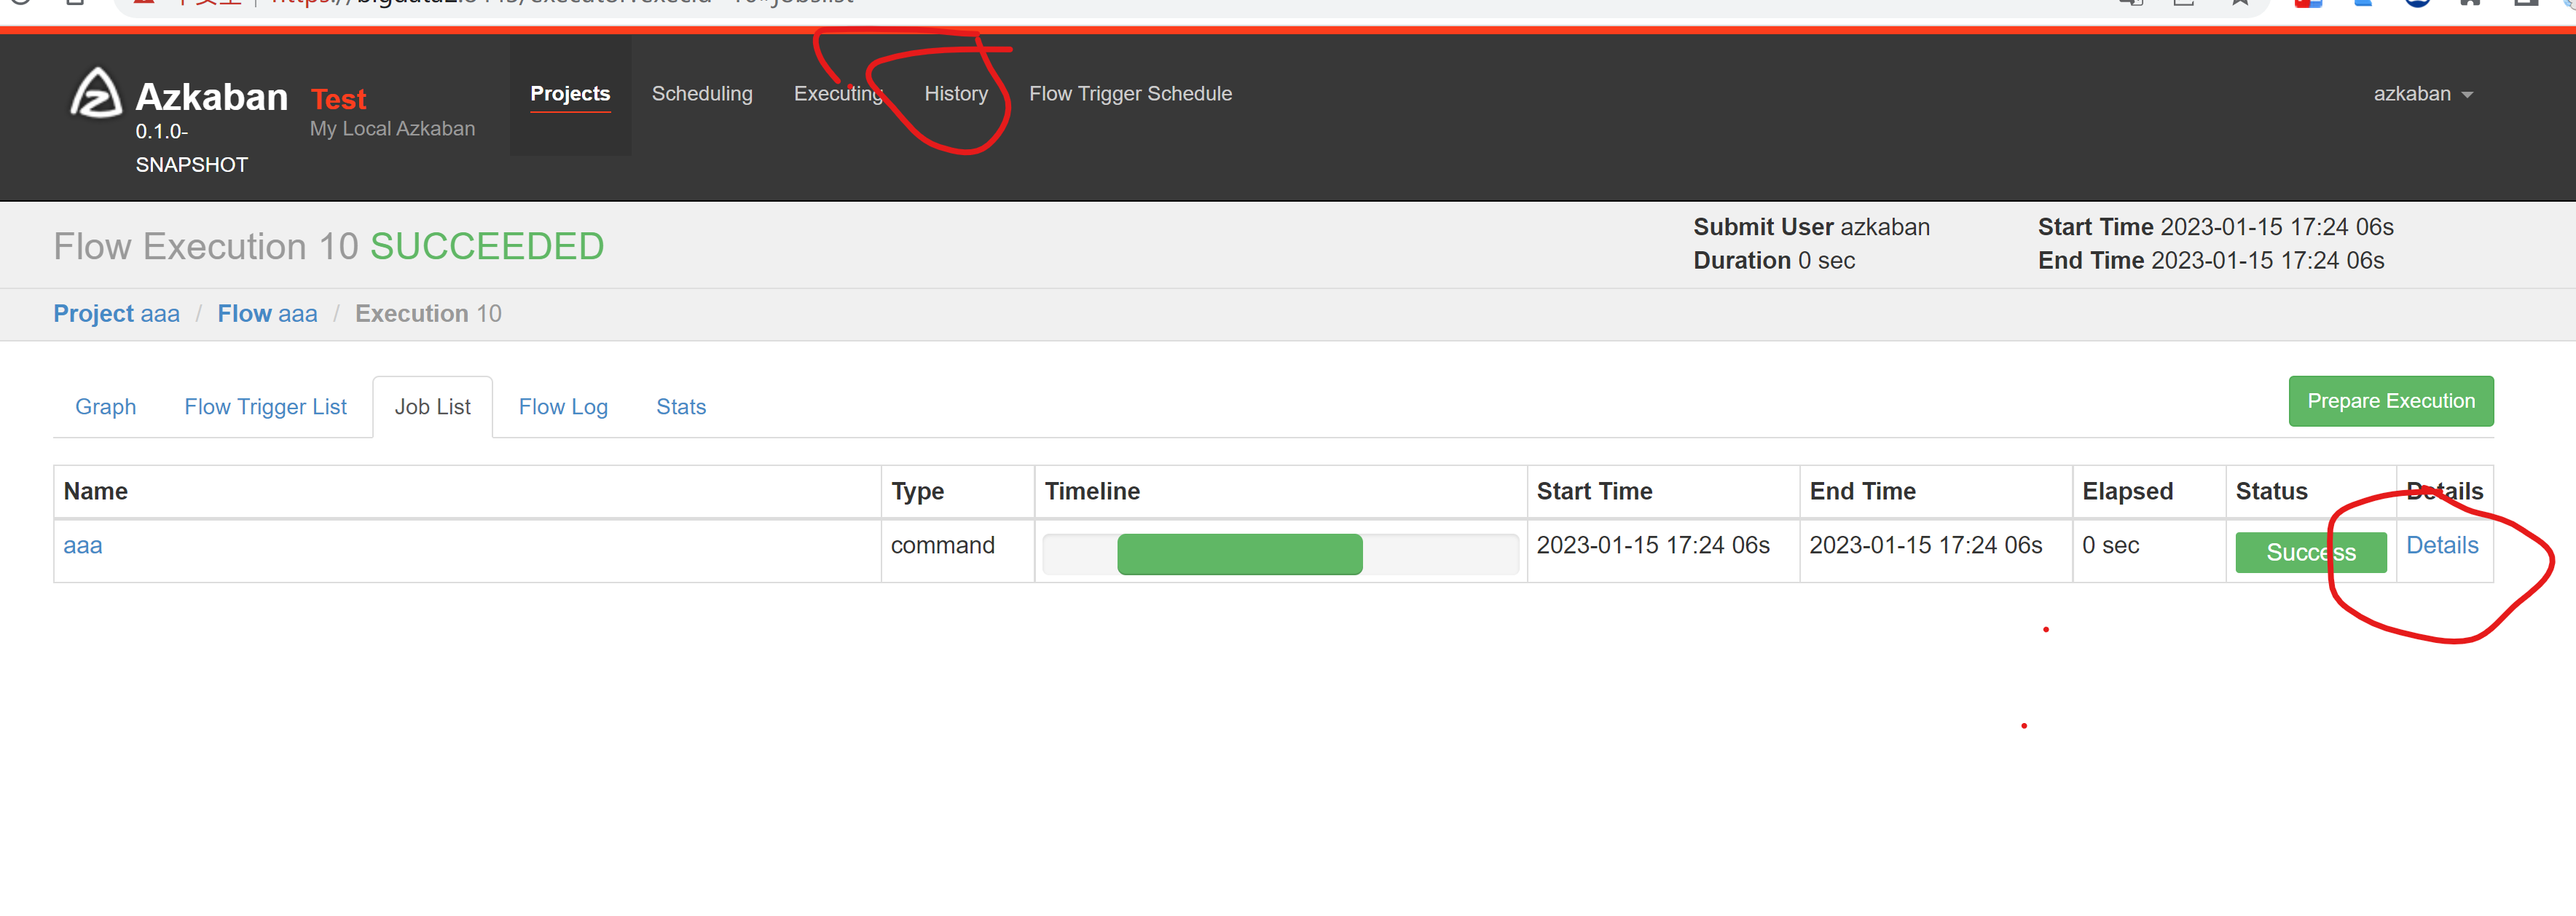 Azkaban
0.1.0-
SNAPSHOT
Test
My Local Azkaban
Projects
Scheduling
Executing
History
Flow Trigger Schedule
azkaban
Flow Execution 10 SUCCEEDED
Submit User azkaban
Duration 0 sec
Start Time 2023-01-15 17:24 06s
End Time 2023-01-15 17:24 06s
Project aaa / Flow aaa / Execution 10
Graph
Flow Trigger List
Job List
Flow Log
Stats
Prepare Execution
Name Type Timeline Start Time End Time Elapsed Status Details
aaa command 2023-01-15 17:24 06s 2023-01-15 17:24 06s 0 sec Success Details